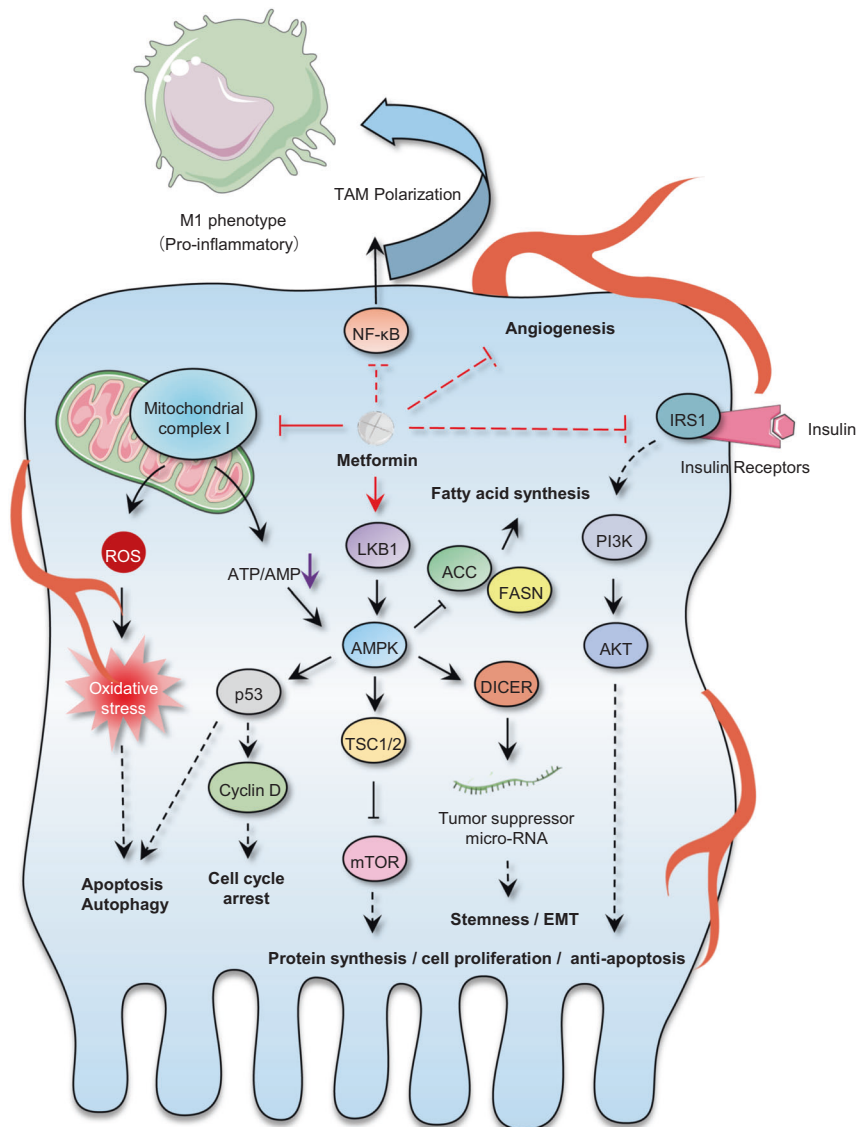 TAM Polarization
M1 phenotype
（Pro-inflammatory）
NF-κB
Angiogenesis
Mitochondrial
complex I
IRS1
Insulin
Metformin
Insulin Receptors
Fatty acid synthesis
ROS
LKB1
PI3K
ACC
ATP/AMP
FASN
AMPK
AKT
Oxidative
stress
p53
DICER
TSC1/2
Cyclin D
Tumor suppressor
micro-RNA
mTOR
Apoptosis
Autophagy
Cell cycle
arrest
Stemness / EMT
Protein synthesis / cell proliferation / anti-apoptosis